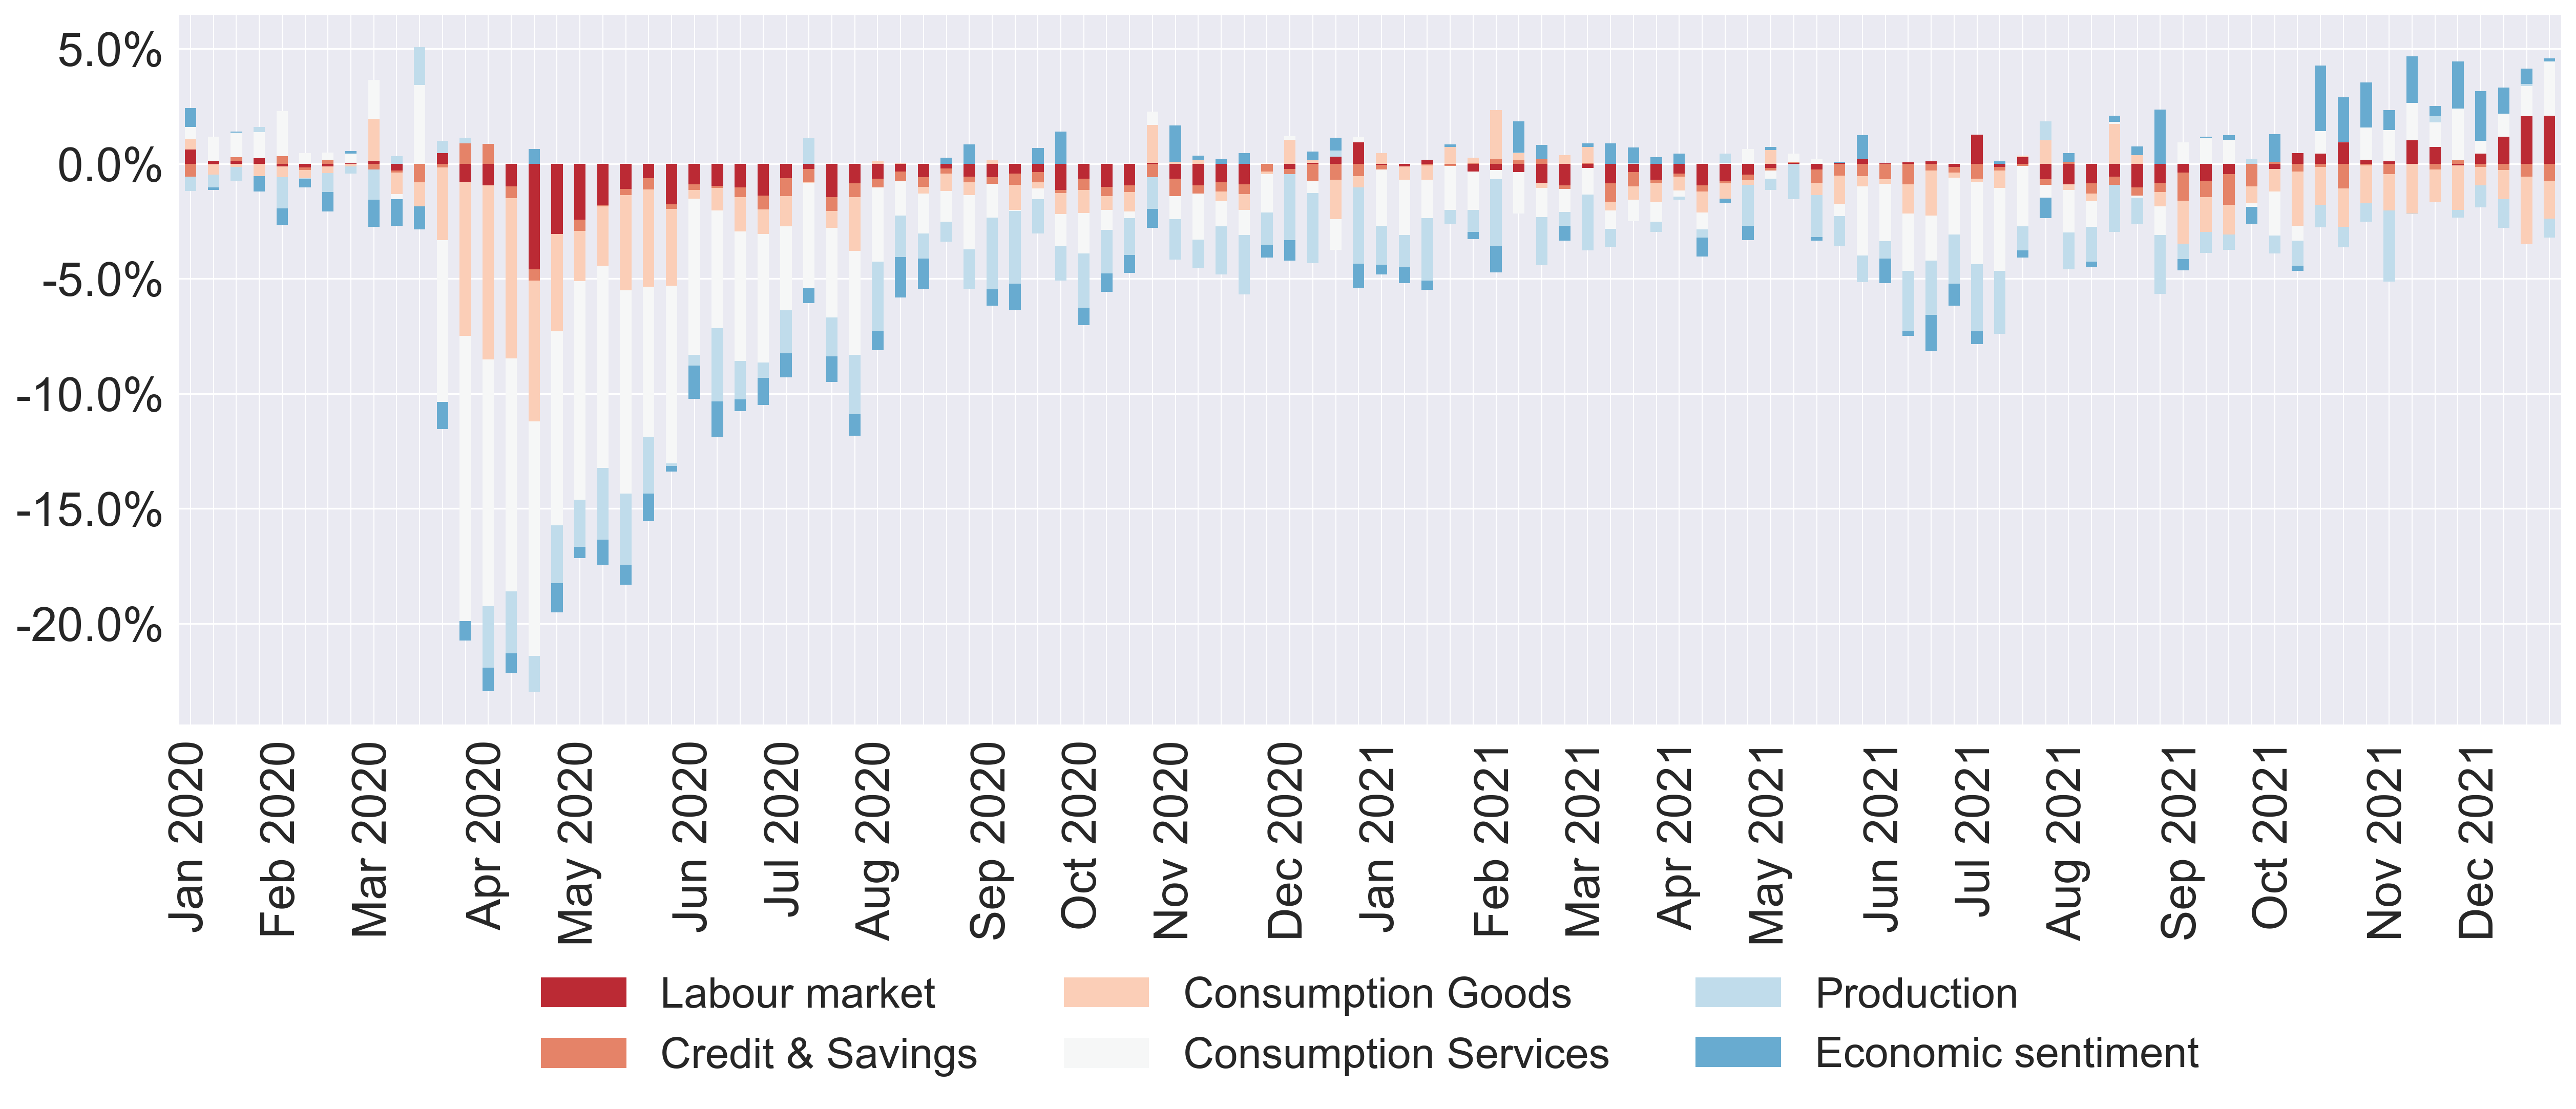 5.0%
0.0%
-5.0%
-10.0%
-15.0%
-20.0%
Jan 2020
Feb 2020
Mar 2020
Apr 2020
May 2020
Jun 2020
Jul 2020
Aug 2020
Sep 2020
Oct 2020
Nov 2020
Dec 2020
Jan 2021
Feb 2021
Mar 2021
Apr 2021
May 2021
Jun 2021
Jul 2021
Aug 2021
Sep 2021
Oct 2021
Nov 2021
Dec 2021
Labour market
Consumption Goods
Production
Credit & Savings
Consumption Services
Economic sentiment